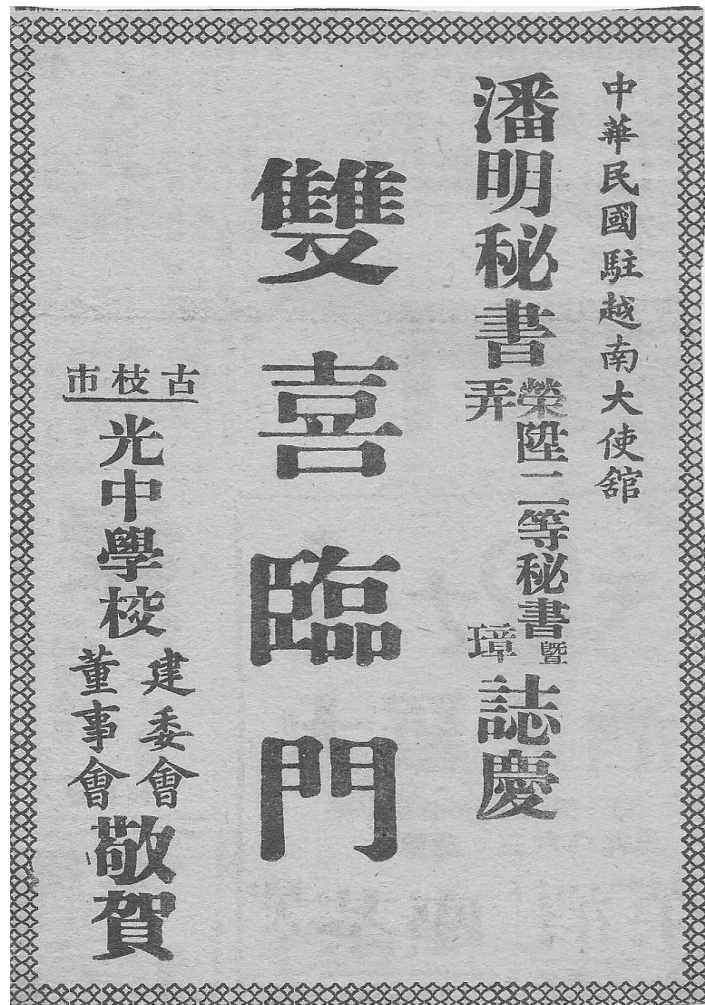 中華民國駐越南大使館
潘明秘書
榮陞二等秘書暨
弄璋
誌慶
雙喜臨門
古枝市
光中學校
建委會
董事會
敬賀